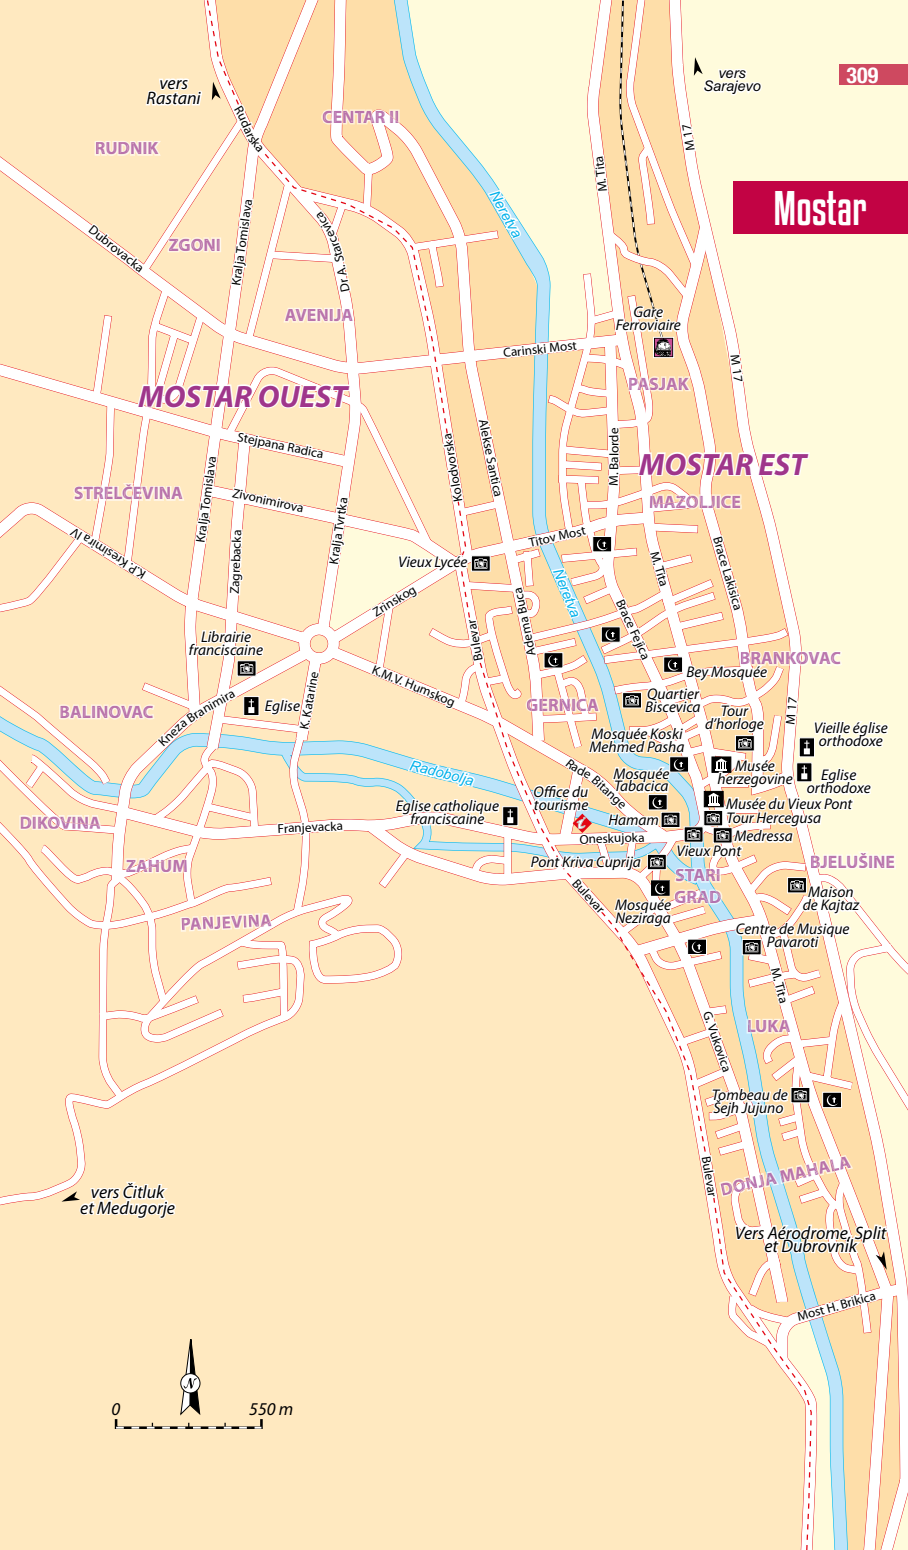 309
Mostar
vers
Rastani
vers
Sarajevo
CENTAR II
RUDNIK
Rudarska
M. Tita
M 17
Neretva
ZGONI
Dubrovacka
Kralja Tomislava
Dr.A. Starcevica
AVENIJA
Gare
Ferroviaire
Carinski Most
M 17
PASJAK
MOSTAR OUEST
Stejpana Radica
Kolodvorska
Alekse Santica
M. Balorde
MOSTAR EST
STRELČEVINA
Zivonimirova
MAZOLJICE
Kralja Tomislava
Kralja Tvrtka
K.P. Kresimira IV
Zagrebacka
Titov Most
Vieux Lycée
M. Tita
Brace Lakisica
Neretva
Zrinskog
Adema Buca
Brace Fejica
Bulevar
Librairie
franciscaine
BRANKOVAC
Bey Mosquée
K.M.V. Humskog
K. Katarine
Kneza Branimira
Eglise
BALINOVAC
GERNICA
Quartier
Biscevica
Tour
d'horloge
M 17
Vieille église
orthodoxe
Mosquée Koski
Mehmed Pasha
Radobolja
Rade Bitange
Mosquée
Tabacica
Musée
herzegovine
Eglise
orthodoxe
Office du
tourisme
Eglise catholique
franciscaine
Musée du Vieux Pont
Hamam
Tour Hercegusa
DIKOVINA
Franjevacka
Oneskujoka
Medressa
Vieux Pont
ZAHUM
Pont Kriva Cuprija
BJELUŠINE
STARI
GRAD
Bulevar
Maison
de Kajtaz
Mosquée
Neziraga
PANJEVINA
Centre de Musique
Pavaroti
M. Tita
G. Vukovica
LUKA
Tombeau de
Šejh Jujuno
Bulevar
DONJA MAHALA
vers Čitluk
et Medugorje
Vers Aérodrome, Split
et Dubrovnik
Most H. Brikica
N
0
550 m